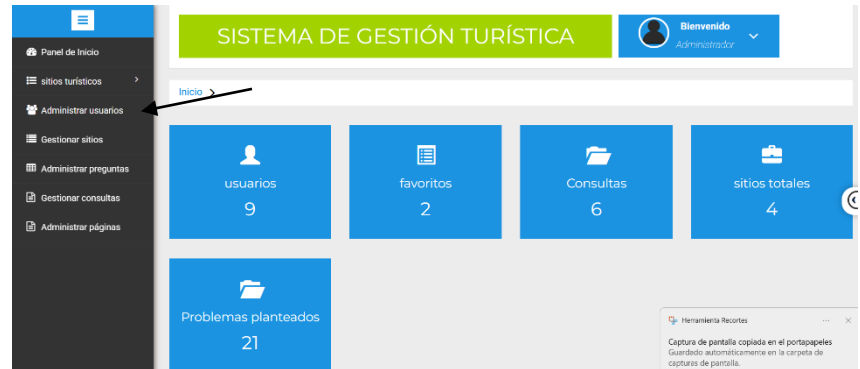 SISTEMA DE GESTIÓN TURÍSTICA
Bienvenido
Administrador
Panel de Inicio
sitios turísticos
Administrar usuarios
Gestionar sitios
Administrar preguntas
Gestionar consultas
Administrar páginas
Inicio
usuarios
9
favoritos
2
Consultas
6
sitios totales
4
Problemas planteados
21
Herramienta Recortes
Captura de pantalla copiada en el portapapeles
Guardado automáticamente en la carpeta de
capturas de pantalla.